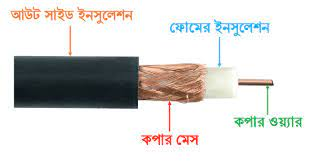 আউট সাইড ইনসুলেশন
ফোমের ইনসুলেশন
কপার ওয়্যার
কপার মেস